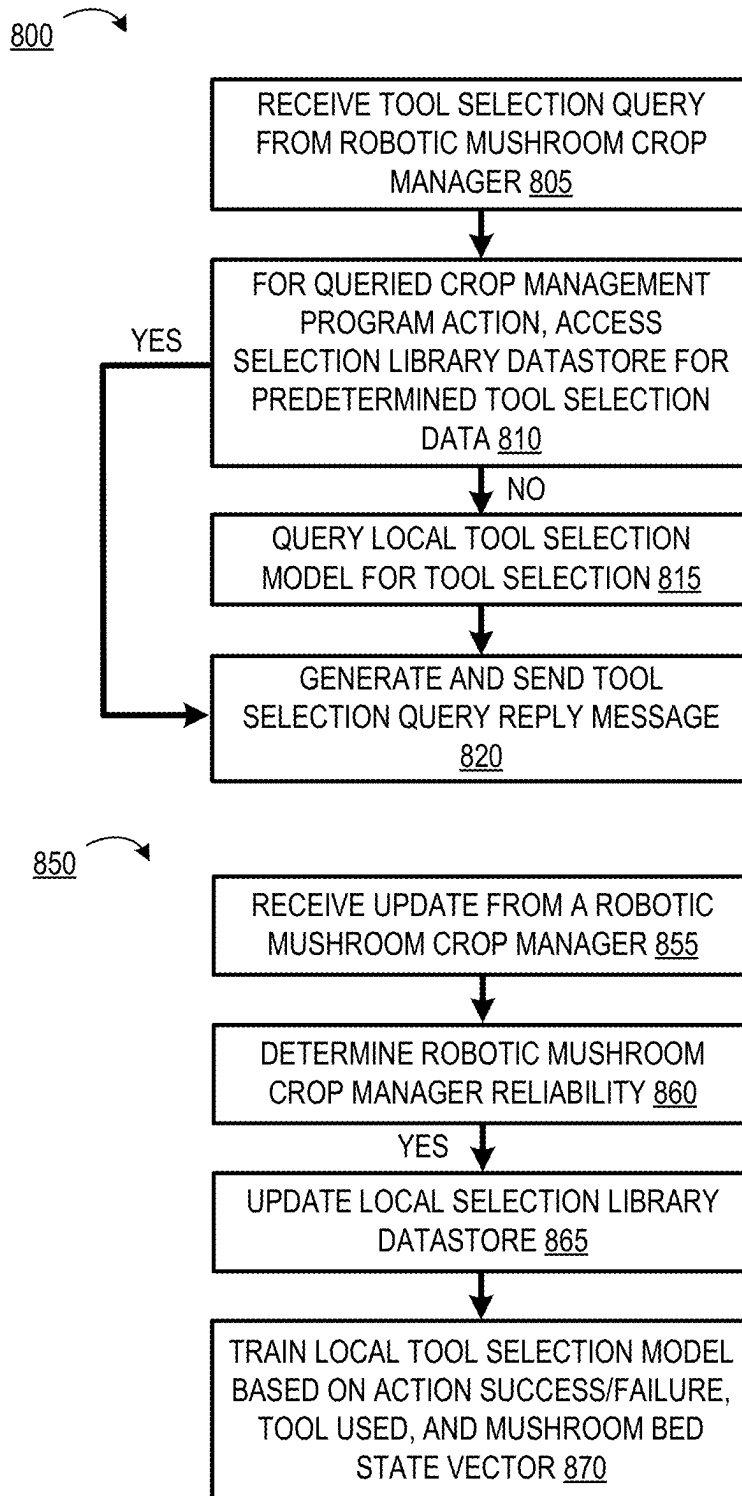 800
RECEIVE TOOL SELECTION QUERY
FROM ROBOTIC MUSHROOM CROP
MANAGER 805
FOR QUERIED CROP MANAGEMENT
PROGRAM ACTION, ACCESS
SELECTION LIBRARY DATASTORE FOR
PREDETERMINED TOOL SELECTION
DATA 810
YES
NO
QUERY LOCAL TOOL SELECTION
MODEL FOR TOOL SELECTION 815
GENERATE AND SEND TOOL
SELECTION QUERY REPLY MESSAGE
820
850
RECEIVE UPDATE FROM A ROBOTIC
MUSHROOM CROP MANAGER 855
DETERMINE ROBOTIC MUSHROOM
CROP MANAGER RELIABILITY 860
YES
UPDATE LOCAL SELECTION LIBRARY
DATASTORE 865
TRAIN LOCAL TOOL SELECTION MODEL
BASED ON ACTION SUCCESS/FAILURE,
TOOL USED, AND MUSHROOM BED
STATE VECTOR 870